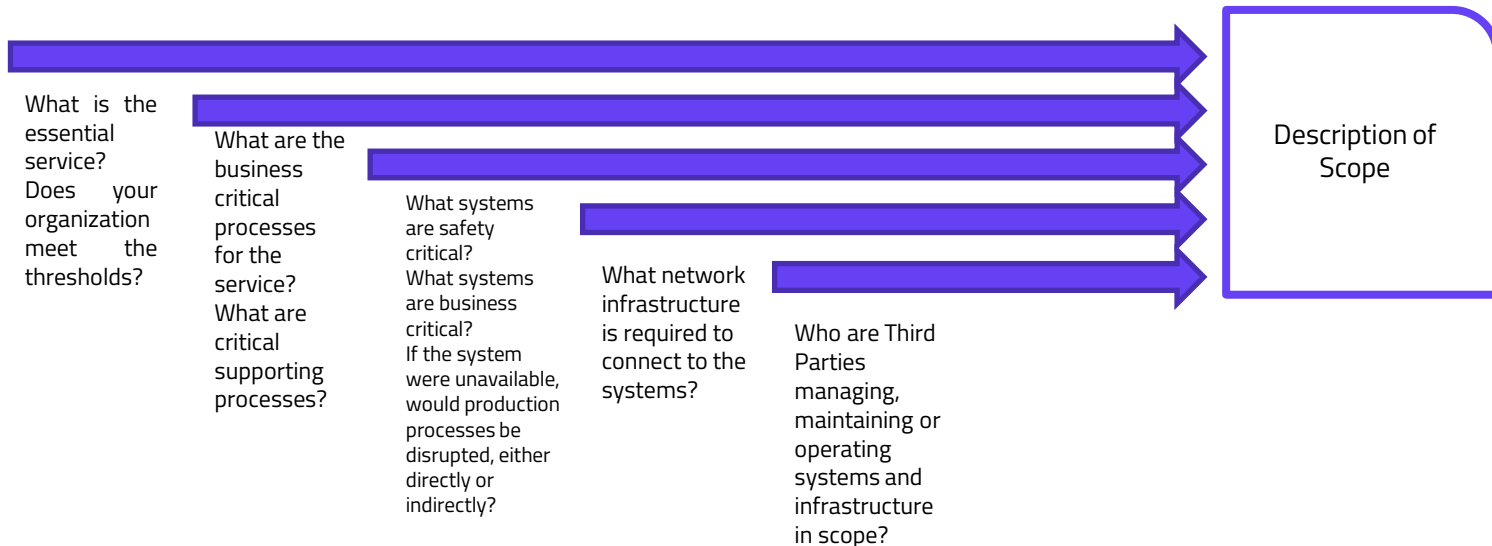 What is the
essential
service?
Does your
organization
meet the
thresholds?
What are the
business
critical
processes
for the
service?
What are
critical
supporting
processes?
What systems
are safety
critical?
What systems
are business
critical?
If the system
were unavailable,
would production
processes be
disrupted, either
directly or
indirectly?
What network
infrastructure
is required to
connect to the
systems?
Who are Third
Parties
managing,
maintaining or
operating
systems and
infrastructure
in scope?
Description of
Scope